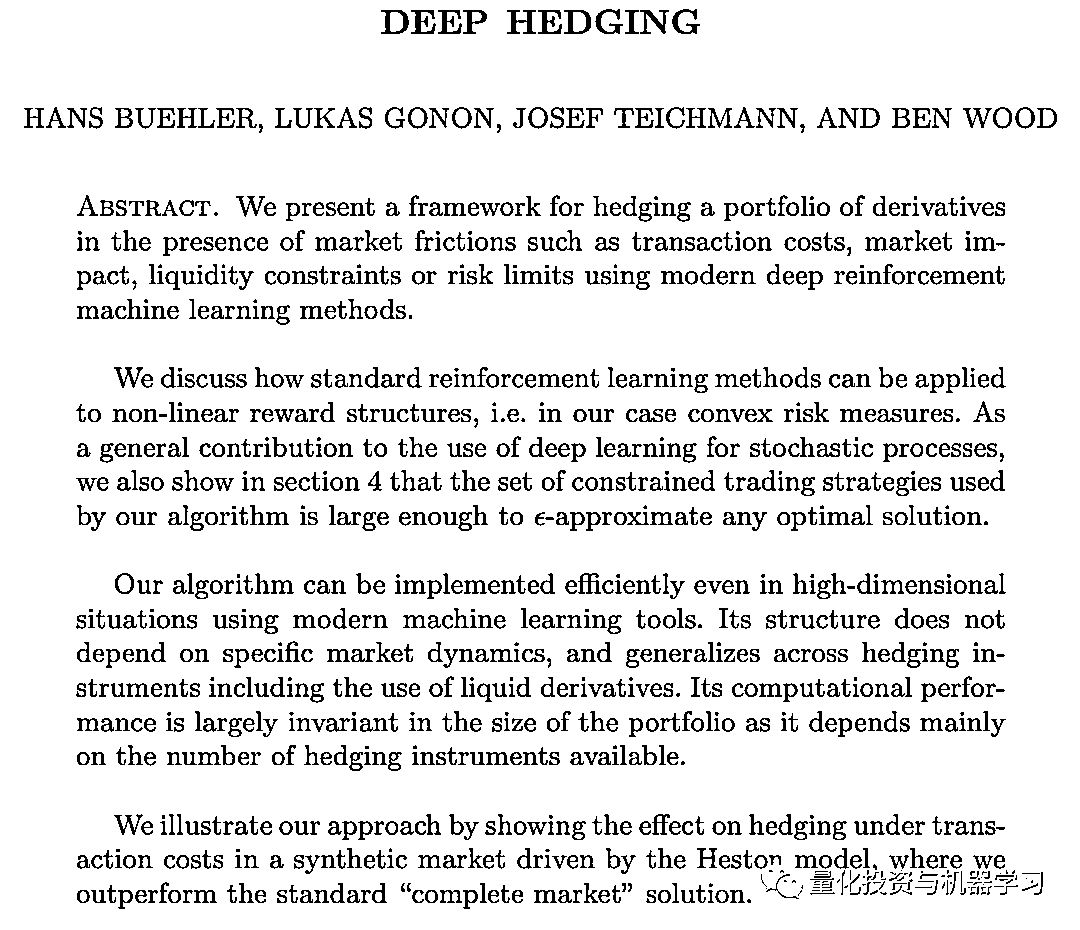 DEEP HEDGING
HANS BUEHLER, LUKAS GONON, JOSEF TEICHMANN, AND BEN WOOD
ABSTRACT. We present a framework for hedging a portfolio of derivatives
in the presence of market frictions such as transaction costs, market im-
pact, liquidity constraints or risk limits using modern deep reinforcement
machine learning methods.
We discuss how standard reinforcement learning methods can be applied
to non-linear reward structures, i.e. in our case convex risk measures. As
a general contribution to the use of deep learning for stochastic processes,
we also show in section 4 that the set of constrained trading strategies used
by our algorithm is large enough to ϵ-approximate any optimal solution.
Our algorithm can be implemented efficiently even in high-dimensional
situations using modern machine learning tools. Its structure does not
depend on specific market dynamics, and generalizes across hedging in-
struments including the use of liquid derivatives. Its computational perfor-
mance is largely invariant in the size of the portfolio as it depends mainly
on the number of hedging instruments available.
We illustrate our approach by showing the effect on hedging under trans-
action costs in a synthetic market driven by the Heston model, where we
outperform the standard “complete market” solution.
量化投资与机器学习